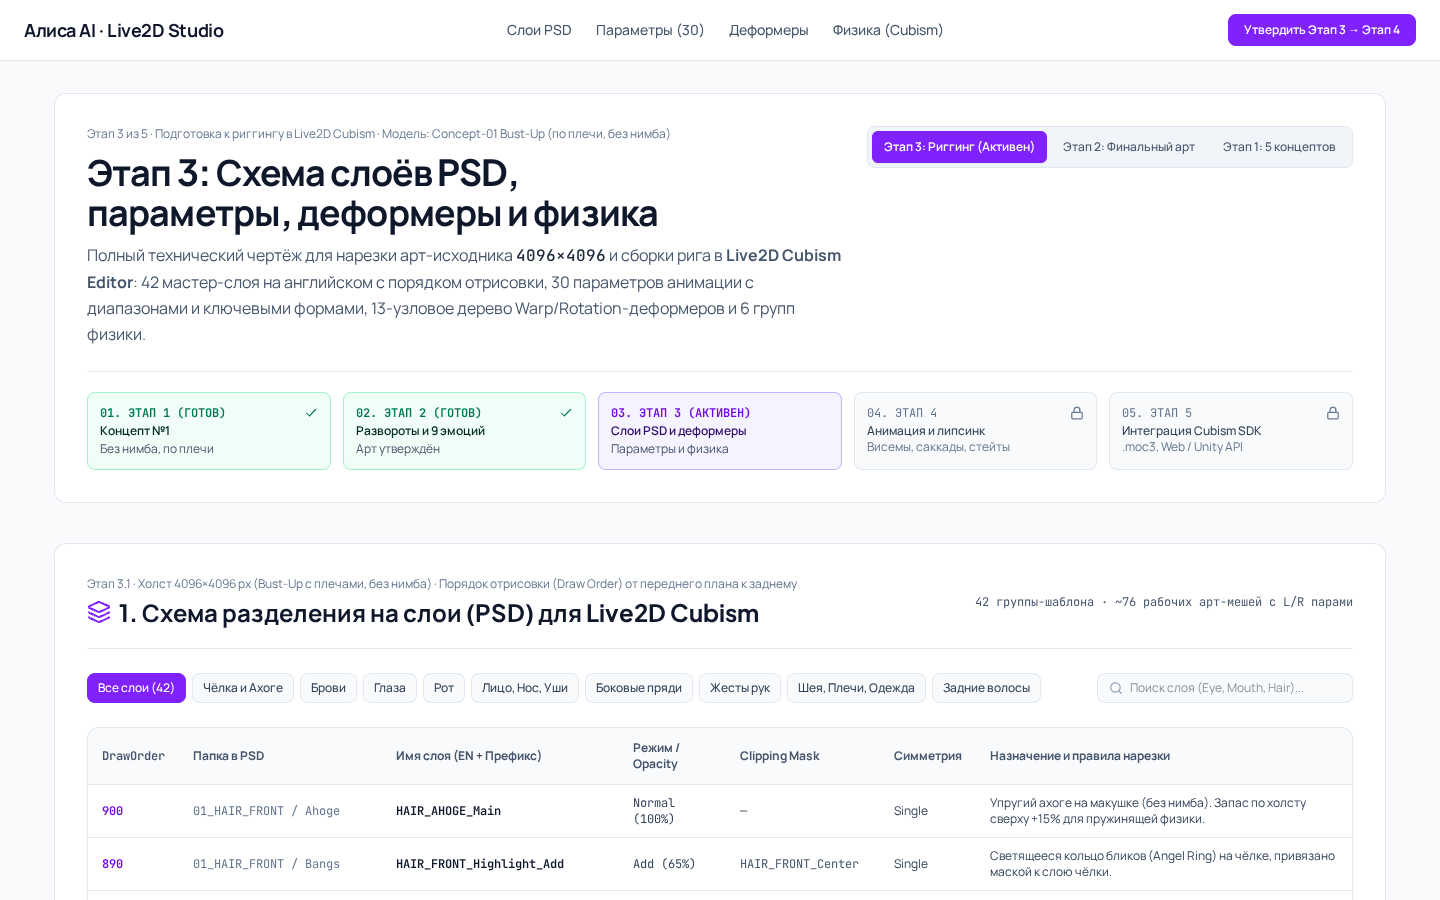 Алиса AI · Live2D Studio
Слои PSD
Параметры (30)
Деформеры
Физика (Cubism)
Утвердить Этап 3 → Этап 4
Этап 3 из 5 · Подготовка к риггингу в Live2D Cubism · Модель: Concept-01 Bust-Up (по плечи, без нимба)
Этап 3: Схема слоёв PSD,
параметры, деформеры и физика
Полный технический чертёж для нарезки арт-исходника 4096×4096 и сборки рига в Live2D Cubism
Editor: 42 мастер-слоя на английском с порядком отрисовки, 30 параметров анимации с
диапазонами и ключевыми формами, 13-узловое дерево Warp/Rotation-деформеров и 6 групп
физики.
Этап 3: Риггинг (Активен)
Этап 2: Финальный арт
Этап 1: 5 концептов
01. ЭТАП 1 (ГОТОВ)
Концепт №1
Без нимба, по плечи
02. ЭТАП 2 (ГОТОВ)
Развороты и 9 эмоций
Арт утверждён
03. ЭТАП 3 (АКТИВЕН)
Слои PSD и деформеры
Параметры и физика
04. ЭТАП 4
Анимация и липсинк
Висемы, саккады, стейты
05. ЭТАП 5
Интеграция Cubism SDK
.moc3, Web / Unity API
Этап 3.1 · Холст 4096×4096 px (Bust-Up с плечами, без нимба) · Порядок отрисовки (Draw Order) от переднего плана к заднему
1. Схема разделения на слои (PSD) для Live2D Cubism
42 группы-шаблона · ~76 рабочих арт-мешей с L/R парами
Все слои (42)
Чёлка и Ахоге
Брови
Глаза
Рот
Лицо, Нос, Уши
Боковые пряди
Жесты рук
Шея, Плечи, Одежда
Задние волосы
Поиск слоя (Eye, Mouth, Hair)...
DrawOrder
Папка в PSD
Имя слоя (EN + Префикс)
Режим /
Opacity
Clipping Mask
Симметрия
Назначение и правила нарезки
900
01_HAIR_FRONT / Ahoge
HAIR_AHOGE_Main
Normal
(100%)
—
Single
Упругий ахоге на макушке (без нимба). Запас по холсту
сверху +15% для пружинящей физики.
890
01_HAIR_FRONT / Bangs
HAIR_FRONT_Highlight_Add
Add (65%)
HAIR_FRONT_Center
Single
Светящееся кольцо бликов (Angel Ring) на чёлке, привязано
маской к слою чёлки.